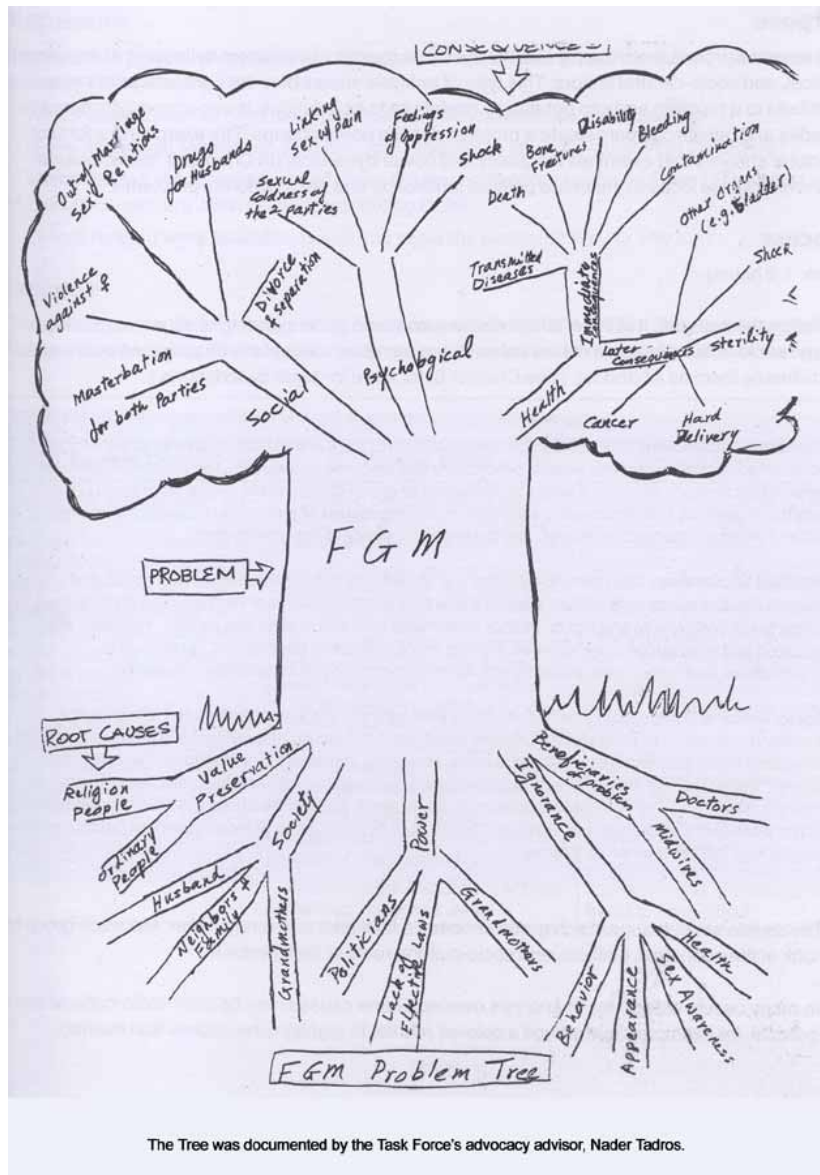 CONSEQUENCES
Outer marriage
Sexual Relations
Drugs
for Husbands
Linking
sex / pain
Feelings
of oppression
Shock
Sexual
Coldness of
the 2 parties
Violence
against ♀
Divorce
separation
Masterbation
for both Parties
Social
Psychological
Death
Bone
Fractures
Disability
Bleeding
Contamination
Other organs
(e.g. Bladder)
Shock
Transmitted
Diseases
Immediate
Consequences
Later
Consequences
Sterility
Health
Cancer
Hard
Delivery
FGM
PROBLEM
ROOT CAUSES
Value
Preservation
Religion
People
Ordinary
People
Society
Husband
Neighbors &
Family
Grandmothers
Power
Politicians
Lack of
Effective Laws
Grandmothers
Beneficiaries
of problem
Doctors
midwives
Ignorance
Behavior
Appearance
Sex Awareness
Health
FGM Problem Tree
The Tree was documented by the Task Force's advocacy advisor, Nader Tadros.